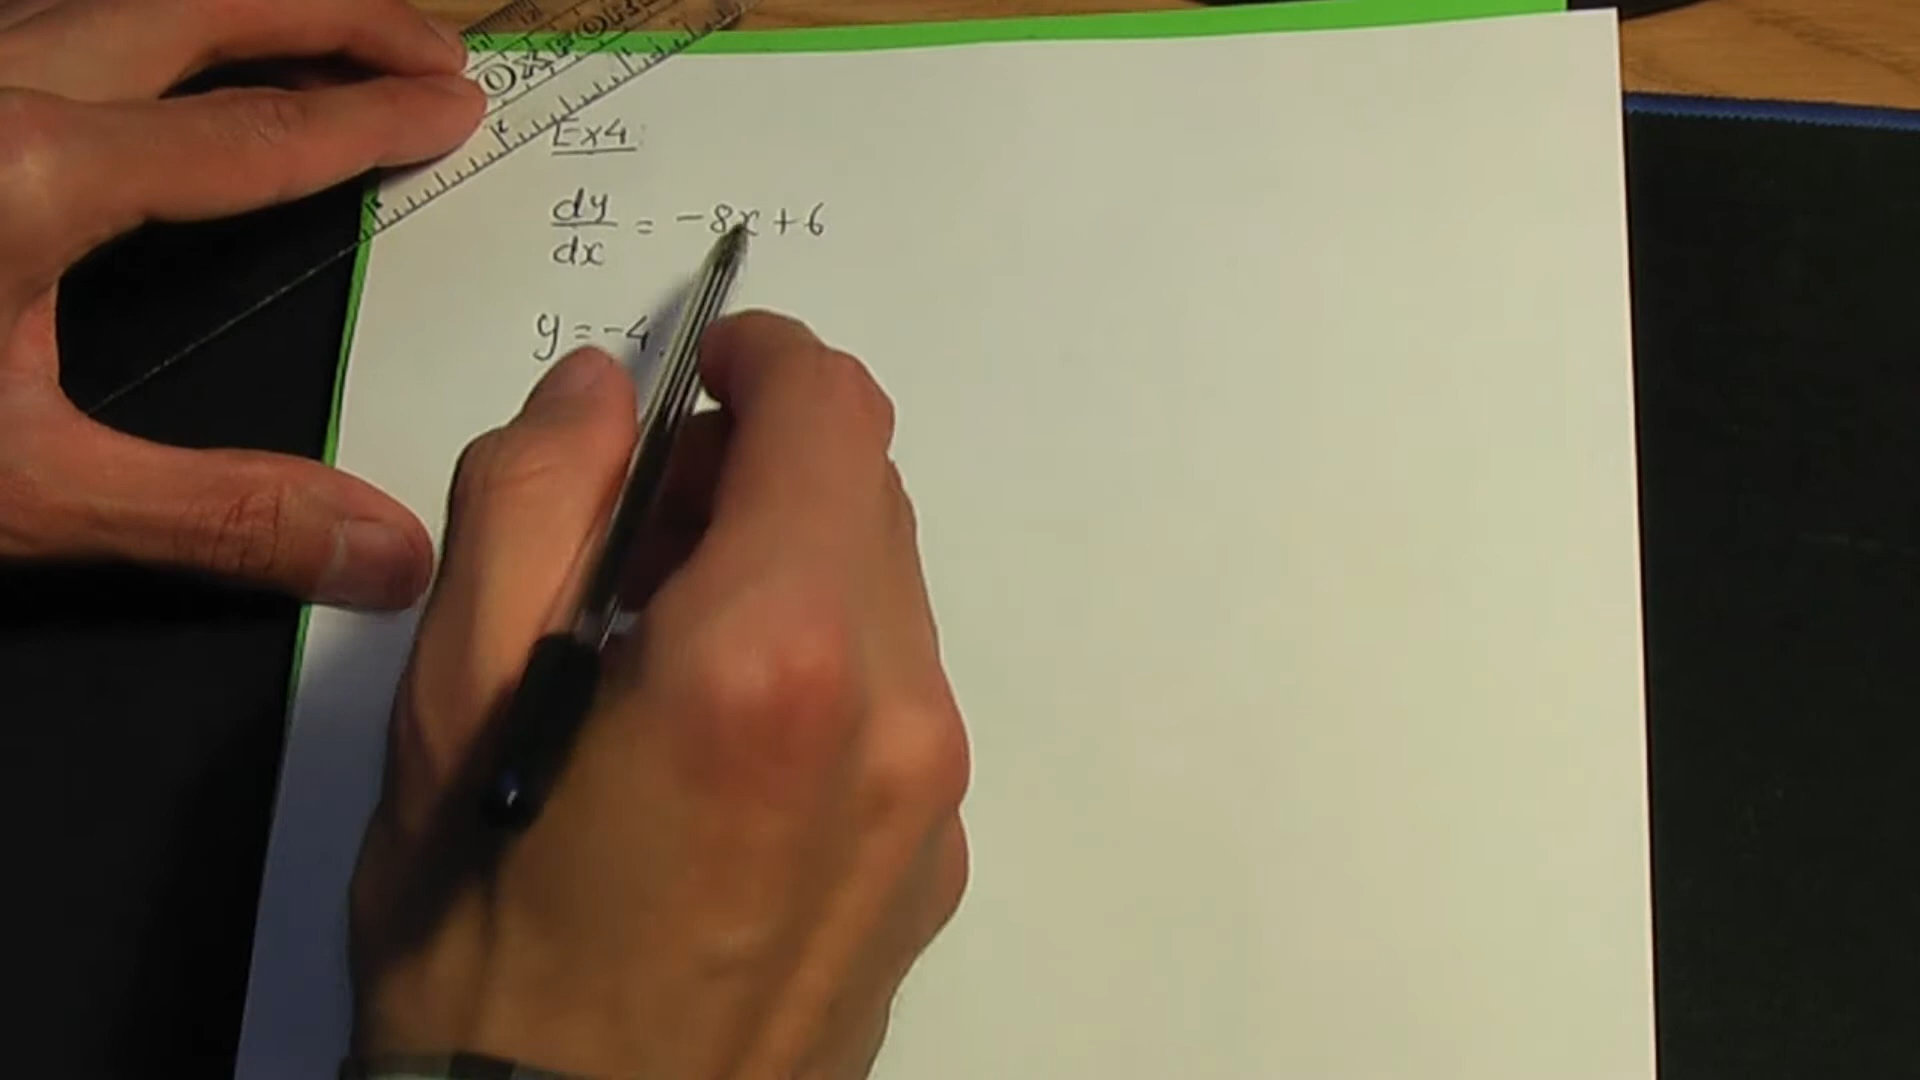 Ex4:
dy/dx = -8x + 6
y = -4